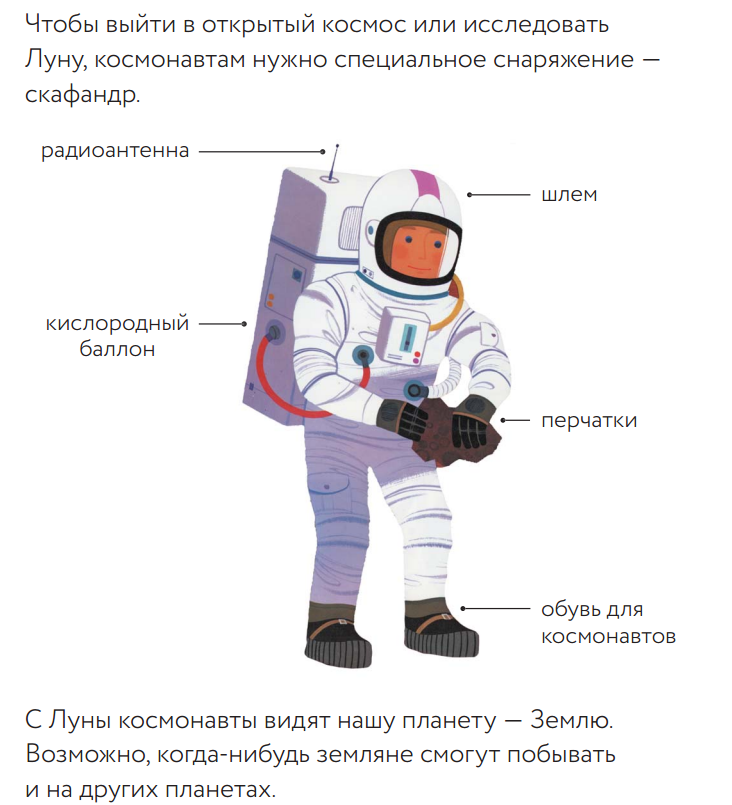 Чтобы выйти в открытый космос или исследовать
Луну, космонавтам нужно специальное снаряжение —
скафандр.
радиоантенна
шлем
кислородный
баллон
перчатки
обувь для
космонавтов
С Луны космонавты видят нашу планету — Землю.
Возможно, когда-нибудь земляне смогут побывать
и на других планетах.